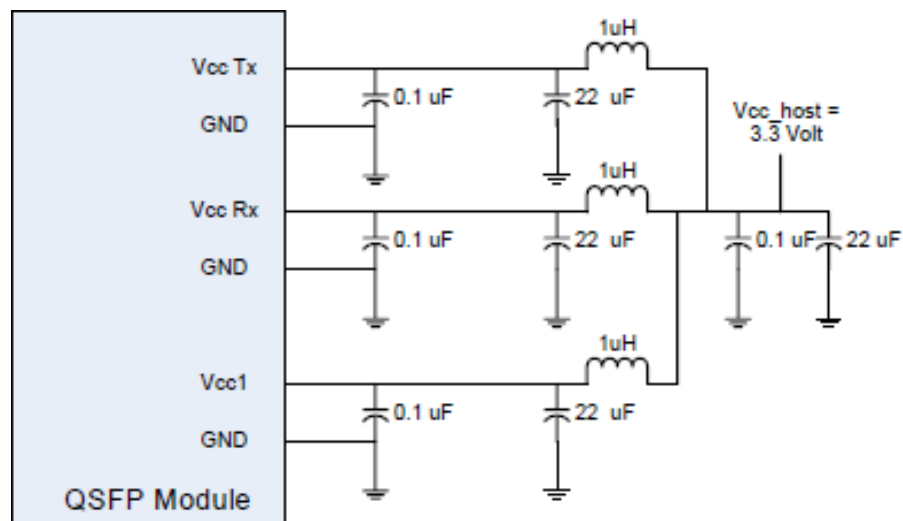 1uH
Vcc Tx
0.1 uF
22 uF
GND
Vcc_host =
3.3 Volt
1uH
Vcc Rx
0.1 uF
22 uF
0.1 uF
22 uF
GND
1uH
Vcc1
0.1 uF
22 uF
GND
QSFP Module